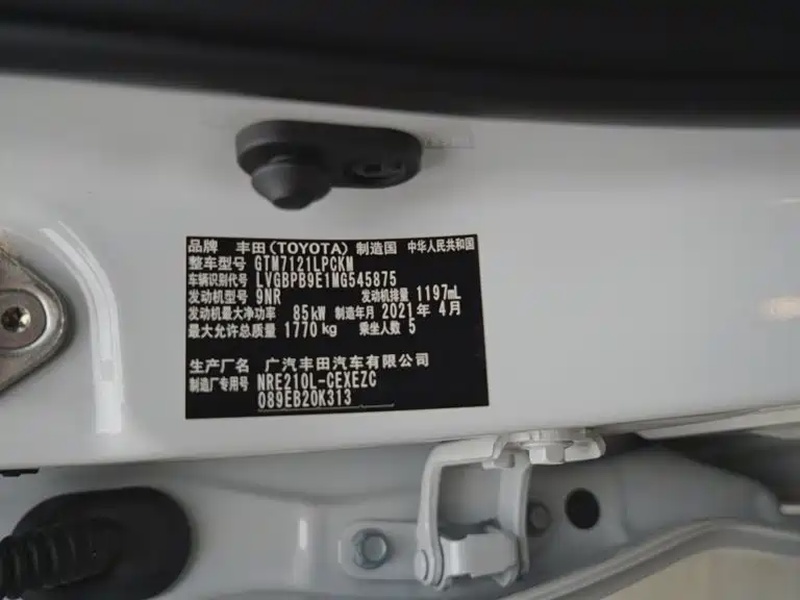 品牌 丰田(TOYOTA) 制造国 中华人民共和国
整车型号 GTM7121LPCKM
车辆识别代号 LVGBPB9E1MG545875
发动机型号 9NR 发动机排量 1197mL
发动机最大净功率 85kW 制造年月 2021年 4月
最大允许总质量 1770kg 乘坐人数 5
生产厂名 广汽丰田汽车有限公司
制造厂专用号 NRE210L-CEXEZC
089EB20K313